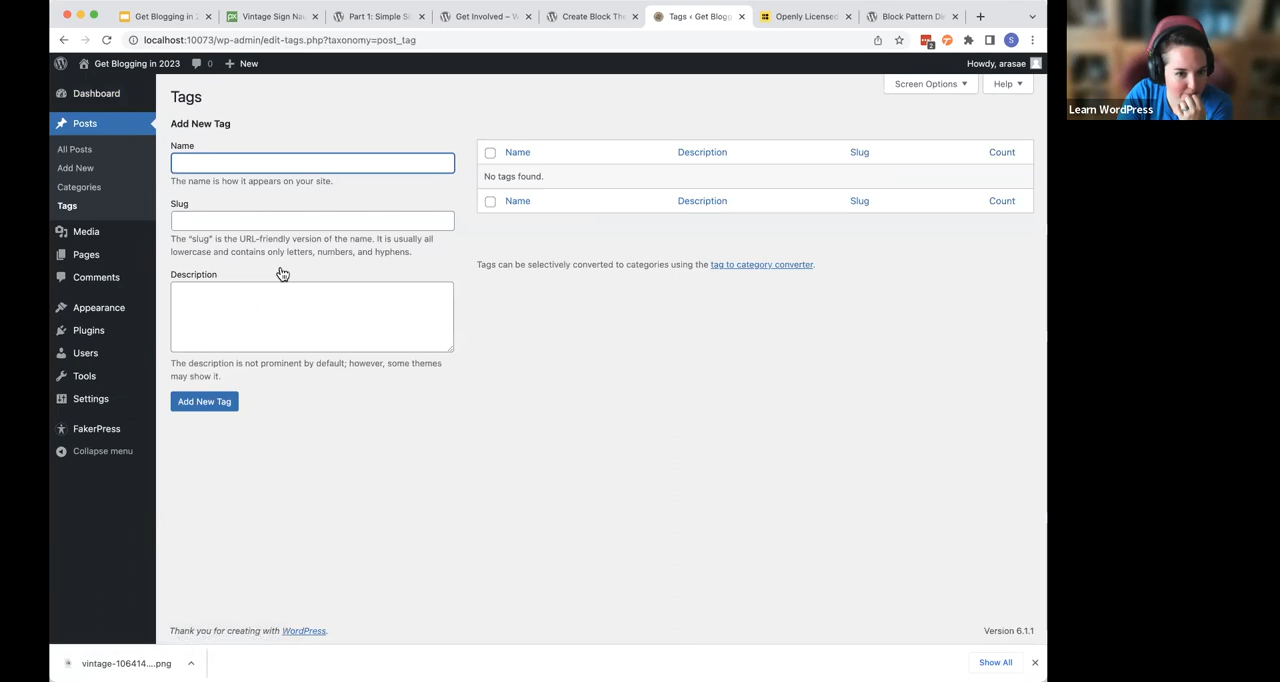 Get Blogging in 2
Vintage Sign Na
Part 1: Simple S
Get Involved – W
Create Block The
Tags ‹ Get Blogg
Openly Licensed
Block Pattern Di
localhost:10073/wp-admin/edit-tags.php?taxonomy=post_tag
2
S
Get Blogging in 2023
0
New
Howdy, arasae
Learn WordPress
Dashboard
Posts
All Posts
Add New
Categories
Tags
Media
Pages
Comments
Appearance
Plugins
Users
Tools
Settings
FakerPress
Collapse menu
Screen Options
Help
Tags
Add New Tag
Name
The name is how it appears on your site.
Slug
The “slug” is the URL-friendly version of the name. It is usually all
lowercase and contains only letters, numbers, and hyphens.
Description
The description is not prominent by default; however, some themes
may show it.
Add New Tag
Name Description Slug Count
No tags found.
Name Description Slug Count
Tags can be selectively converted to categories using the tag to category converter.
Thank you for creating with WordPress.
Version 6.1.1
vintage-106414....png
Show All